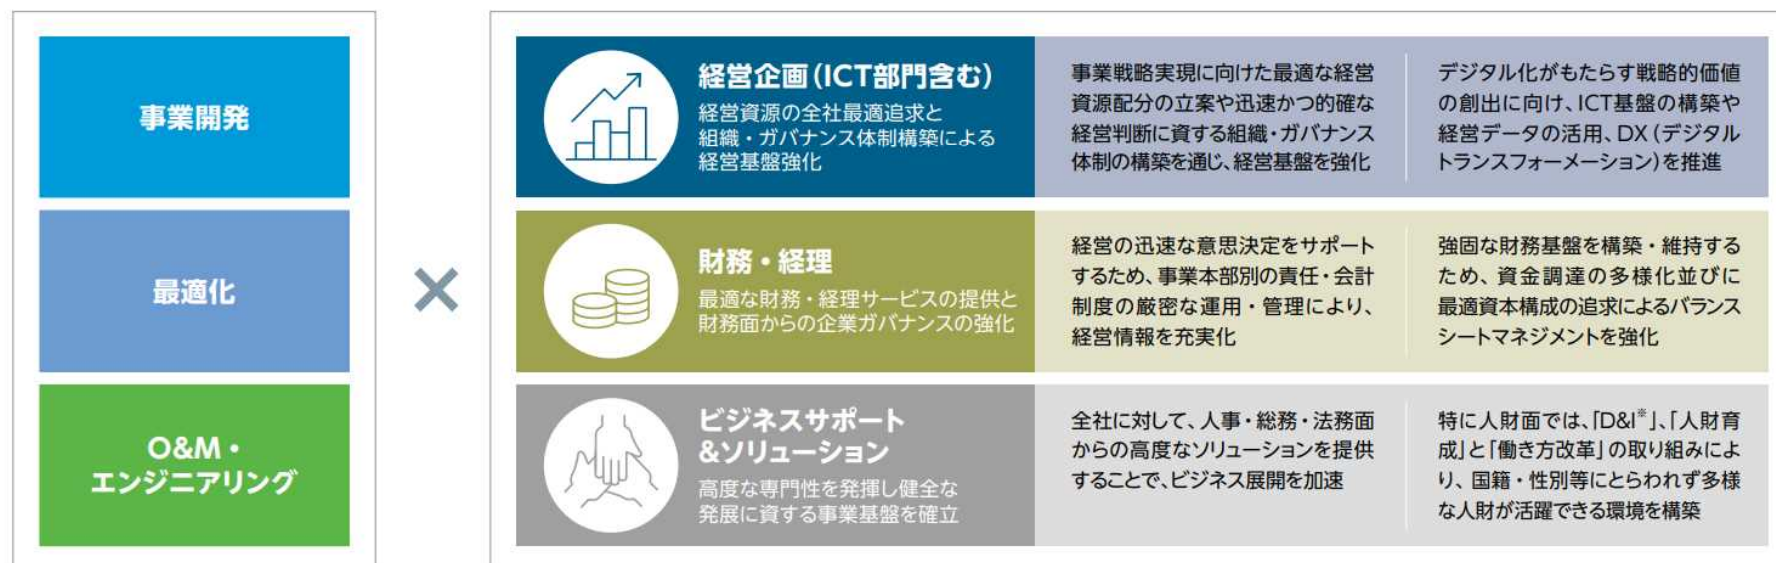 事業開発
最適化
O&M・
エンジニアリング
×
経営企画(ICT部門含む)
経営資源の全社最適追求と
組織・ガバナンス体制構築による
経営基盤強化
事業戦略実現に向けた最適な経営
資源配分の立案や迅速かつ的確な
経営判断に資する組織・ガバナンス
体制の構築を通じ、経営基盤を強化
デジタル化がもたらす戦略的価値
の創出に向け、ICT基盤の構築や
経営データの活用、DX(デジタル
トランスフォーメーション)を推進
財務・経理
最適な財務・経理サービスの提供と
財務面からの企業ガバナンスの強化
経営の迅速な意思決定をサポート
するため、事業本部別の責任・会計
制度の厳密な運用・管理により、
経営情報を充実化
強固な財務基盤を構築・維持する
ため、資金調達の多様化並びに
最適資本構成の追求によるバランス
シートマネジメントを強化
ビジネスサポート
&ソリューション
高度な専門性を発揮し健全な
発展に資する事業基盤を確立
全社に対して、人事・総務・法務面
からの高度なソリューションを提供
することで、ビジネス展開を加速
特に人財面では、「D&I※」、「人財育
成」と「働き方改革」の取り組みによ
り、国籍・性別等にとらわれず多様
な人財が活躍できる環境を構築